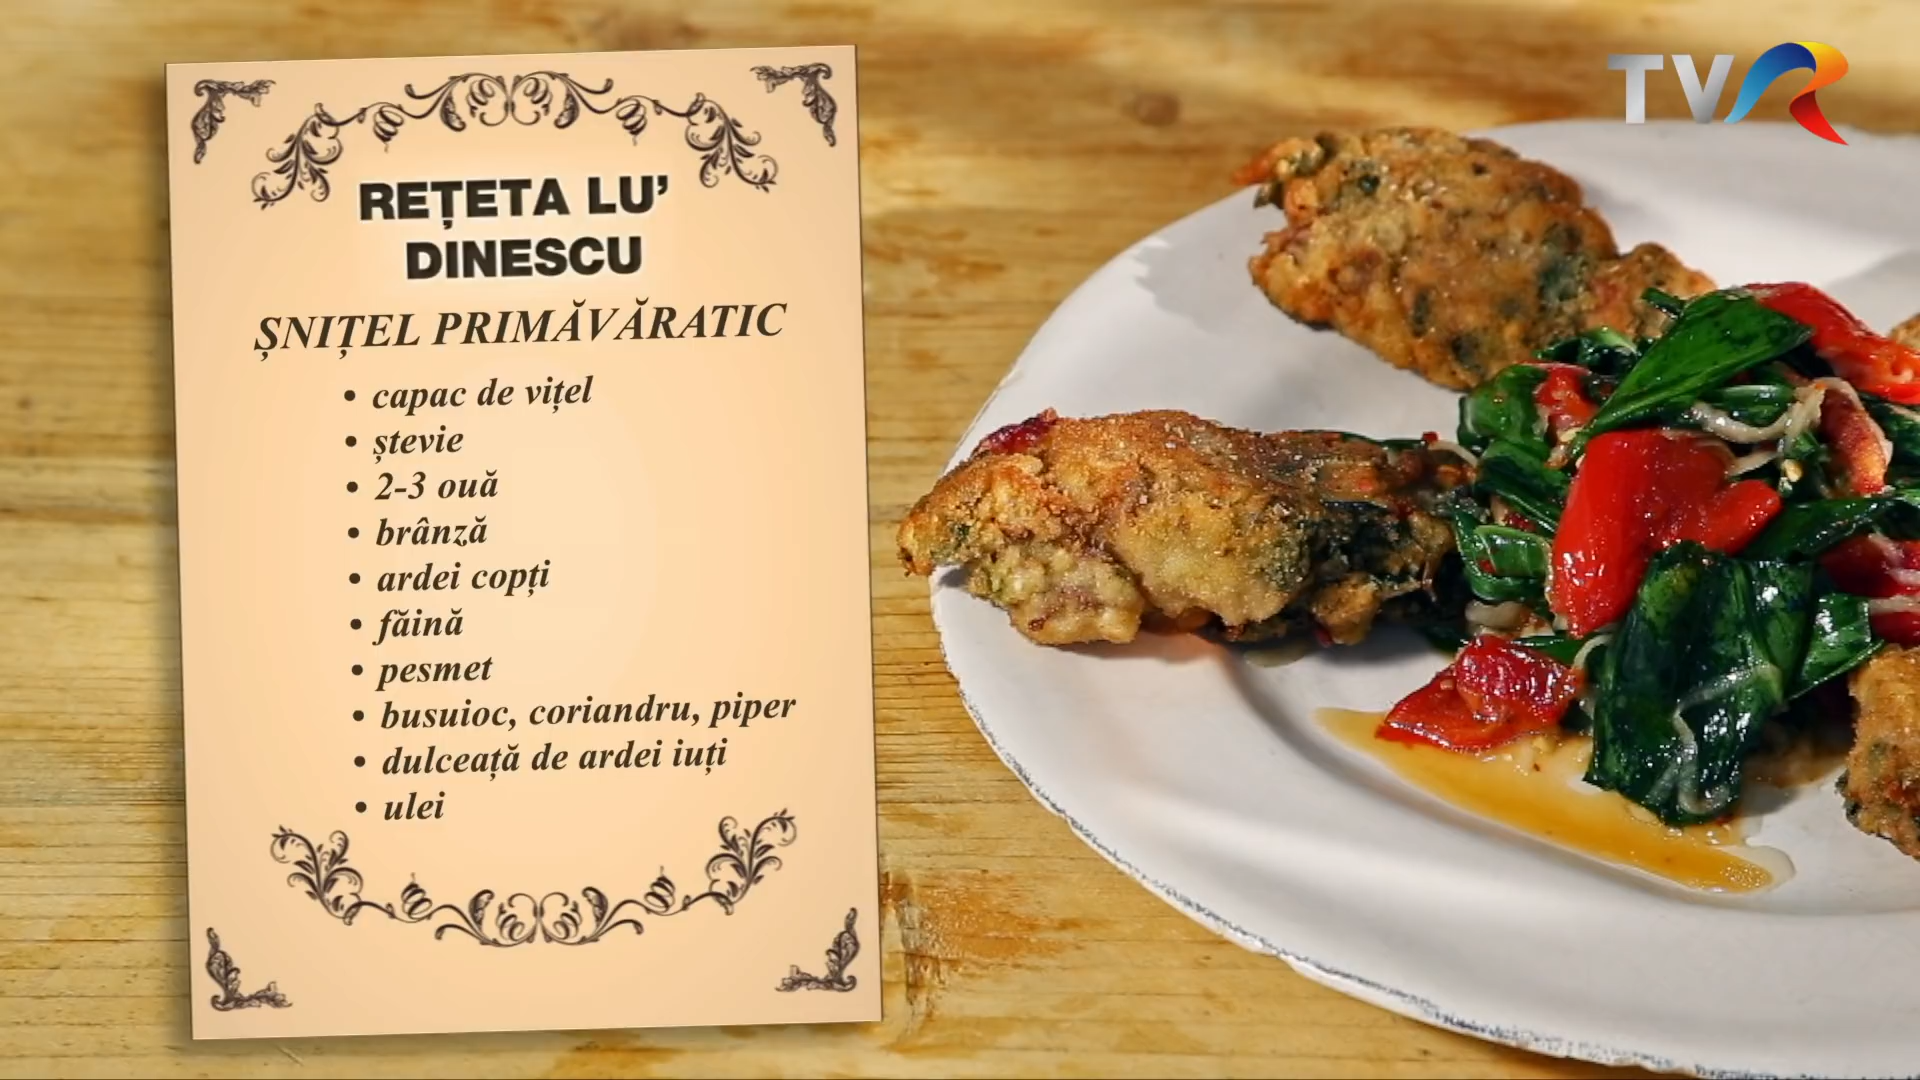 TVR
REȚETA LU'
DINESCU
ȘNIȚEL PRIMĂVĂRATIC
• capac de vițel
• ștevie
• 2-3 ouă
• brânză
• ardei copți
• făină
• pesmet
• busuioc, coriandru, piper
• dulceață de ardei iuți
• ulei